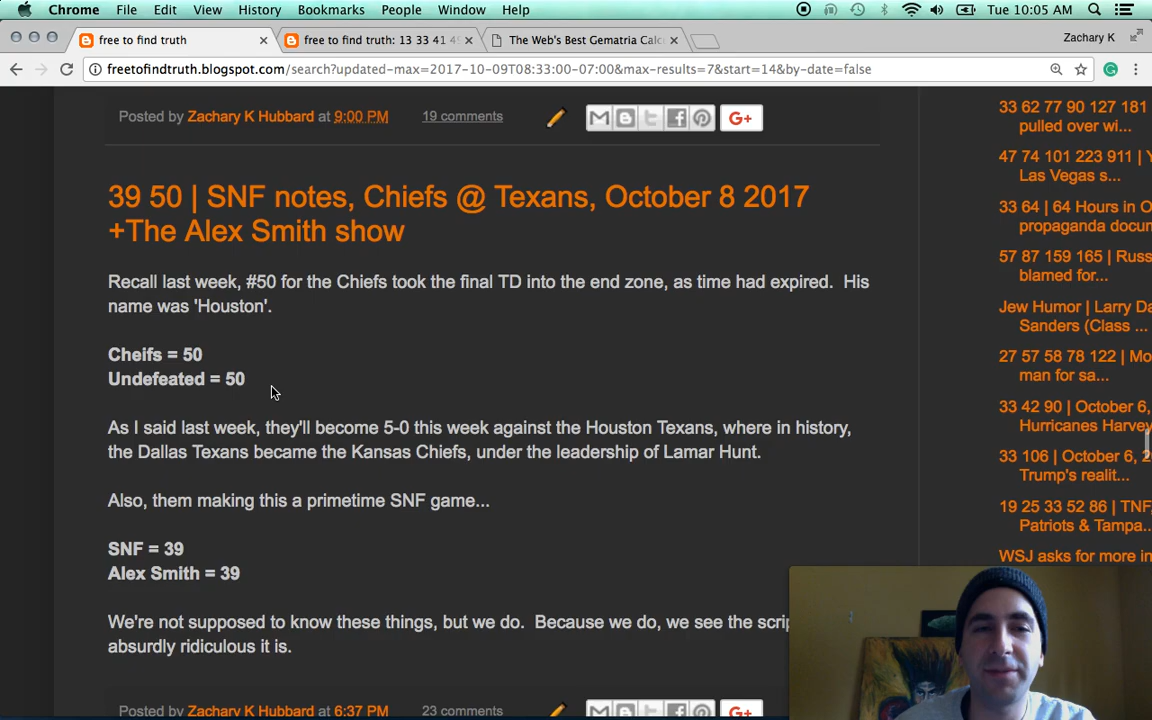 Chrome File Edit View History Bookmarks People Window Help Tue 10:05 AM
free to find truth
free to find truth: 13 33 41
The Web's Best Gematria Calc
Zachary K
freetofindtruth.blogspot.com/search?updated-max=2017-10-09T08:33:00-07:00&max-results=7&start=14&by-date=false
Posted by Zachary K Hubbard at 9:00 PM 19 comments
G+
39 50 | SNF notes, Chiefs @ Texans, October 8 2017
+The Alex Smith show
Recall last week, #50 for the Chiefs took the final TD into the end zone, as time had expired. His
name was 'Houston'.
Cheifs = 50
Undefeated = 50
As I said last week, they'll become 5-0 this week against the Houston Texans, where in history,
the Dallas Texans became the Kansas Chiefs, under the leadership of Lamar Hunt.
Also, them making this a primetime SNF game...
SNF = 39
Alex Smith = 39
We're not supposed to know these things, but we do. Because we do, we see the scrip
absurdly ridiculous it is.
Posted by Zachary K Hubbard at 6:37 PM 23 comments
G+
33 62 77 90 127 181
pulled over wi...
47 74 101 223 911 | Y
Las Vegas s...
33 64 | 64 Hours in O
propaganda docum
57 87 159 165 | Russ
blamed for...
Jew Humor | Larry Da
Sanders (Class ...
27 57 58 78 122 | Mo
man for sa...
33 42 90 | October 6,
Hurricanes Harvey
33 106 | October 6, 2
Trump's realit...
19 25 33 52 86 | TNF,
Patriots & Tampa...
WSJ asks for more in